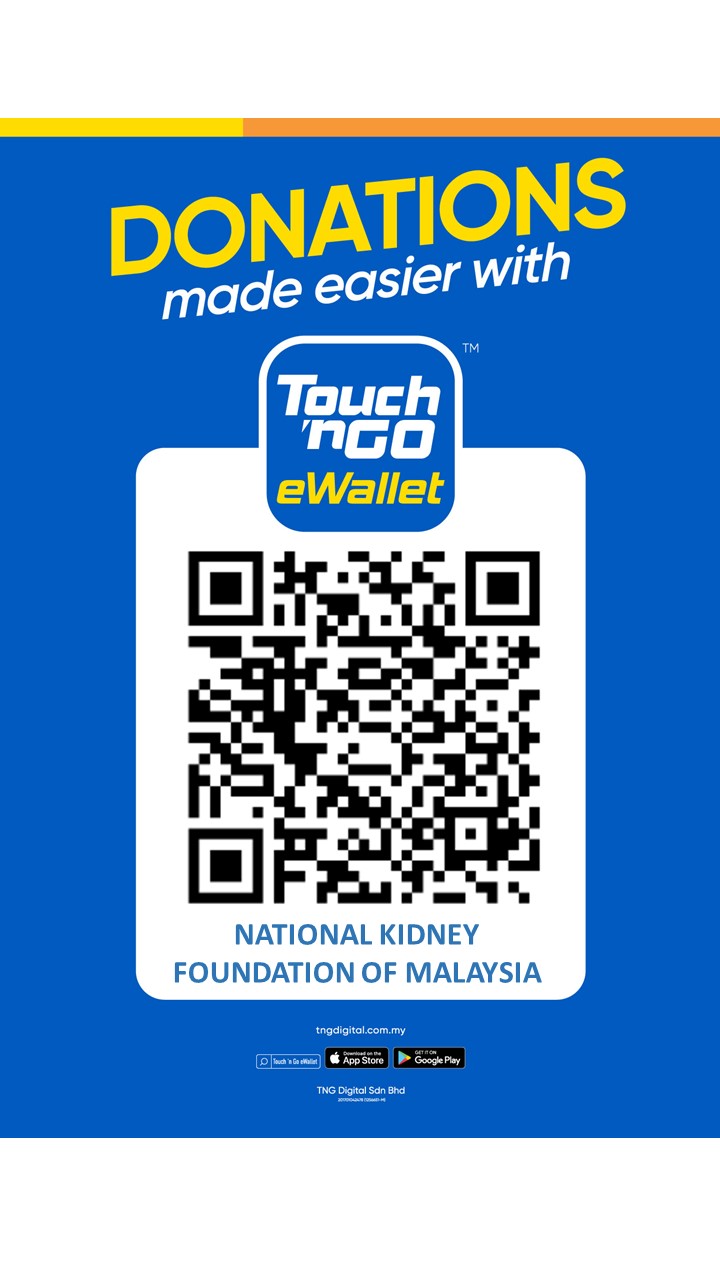 DONATIONS
made easier with
TM
Touch
'nGO
eWallet
NATIONAL KIDNEY
FOUNDATION OF MALAYSIA
tngdigital.com.my
Touch 'n Go eWallet
Download on the
App Store
GET IT ON
Google Play
TNG Digital Sdn Bhd